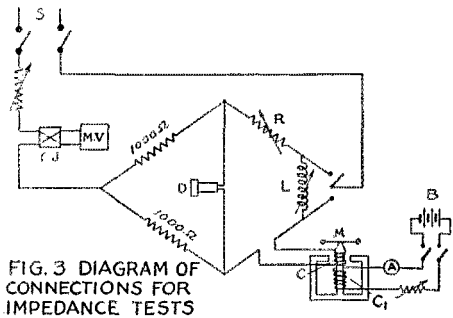 S
1000Ω
R
M.V
C J
D
L
B
1000Ω
M
A
C
C1
FIG. 3 DIAGRAM OF
CONNECTIONS FOR
IMPEDANCE TESTS